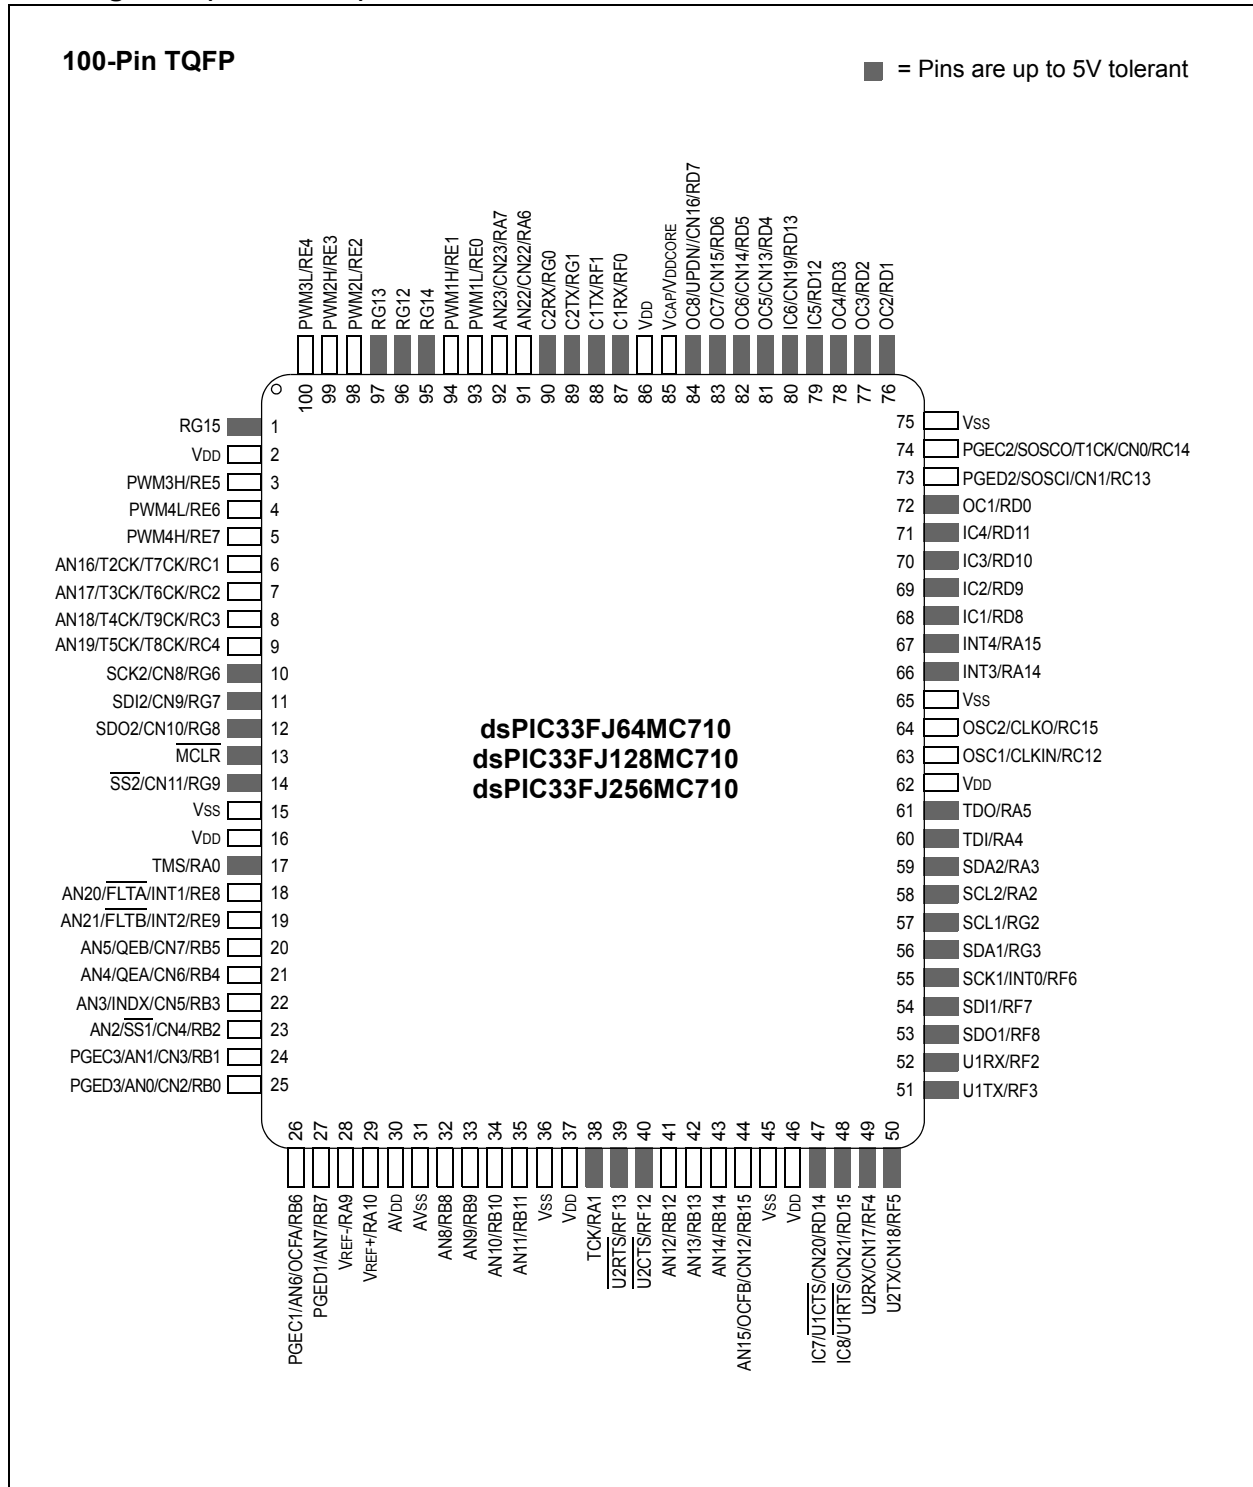 100-Pin TQFP
= Pins are up to 5V tolerant
PWM3L/RE4
PWM2H/RE3
PWM2L/RE2
RG13
RG12
RG14
PWM1H/RE1
PWM1L/RE0
AN23/CN23/RA7
AN22/CN22/RA6
C2RX/RG0
C2TX/RG1
C1TX/RF1
C1RX/RF0
VDD
VCAP/VDDCORE
OC8/UPDN//CN16/RD7
OC7/CN15/RD6
OC6/CN14/RD5
OC5/CN13/RD4
IC6/CN19/RD13
IC5/RD12
OC4/RD3
OC3/RD2
OC2/RD1
100
99
98
97
96
95
94
93
92
91
90
89
88
87
86
85
84
83
82
81
80
79
78
77
76
RG15 1
VDD 2
PWM3H/RE5 3
PWM4L/RE6 4
PWM4H/RE7 5
AN16/T2CK/T7CK/RC1 6
AN17/T3CK/T6CK/RC2 7
AN18/T4CK/T9CK/RC3 8
AN19/T5CK/T8CK/RC4 9
SCK2/CN8/RG6 10
SDI2/CN9/RG7 11
SDO2/CN10/RG8 12
MCLR 13
SS2/CN11/RG9 14
VSS 15
VDD 16
TMS/RA0 17
AN20/FLTA/INT1/RE8 18
AN21/FLTB/INT2/RE9 19
AN5/QEB/CN7/RB5 20
AN4/QEA/CN6/RB4 21
AN3/INDX/CN5/RB3 22
AN2/SS1/CN4/RB2 23
PGEC3/AN1/CN3/RB1 24
PGED3/AN0/CN2/RB0 25
dsPIC33FJ64MC710
dsPIC33FJ128MC710
dsPIC33FJ256MC710
75 VSS
74 PGEC2/SOSCO/T1CK/CN0/RC14
73 PGED2/SOSCI/CN1/RC13
72 OC1/RD0
71 IC4/RD11
70 IC3/RD10
69 IC2/RD9
68 IC1/RD8
67 INT4/RA15
66 INT3/RA14
65 VSS
64 OSC2/CLKO/RC15
63 OSC1/CLKIN/RC12
62 VDD
61 TDO/RA5
60 TDI/RA4
59 SDA2/RA3
58 SCL2/RA2
57 SCL1/RG2
56 SDA1/RG3
55 SCK1/INT0/RF6
54 SDI1/RF7
53 SDO1/RF8
52 U1RX/RF2
51 U1TX/RF3
26
27
28
29
30
31
32
33
34
35
36
37
38
39
40
41
42
43
44
45
46
47
48
49
50
PGEC1/AN6/OCFA/RB6
PGED1/AN7/RB7
VREF-/RA9
VREF+/RA10
AVDD
AVSS
AN8/RB8
AN9/RB9
AN10/RB10
AN11/RB11
VSS
VDD
TCK/RA1
U2RTS/RF13
U2CTS/RF12
AN12/RB12
AN13/RB13
AN14/RB14
AN15/OCFB/CN12/RB15
VSS
VDD
IC7/U1CTS/CN20/RD14
IC8/U1RTS/CN21/RD15
U2RX/CN17/RF4
U2TX/CN18/RF5